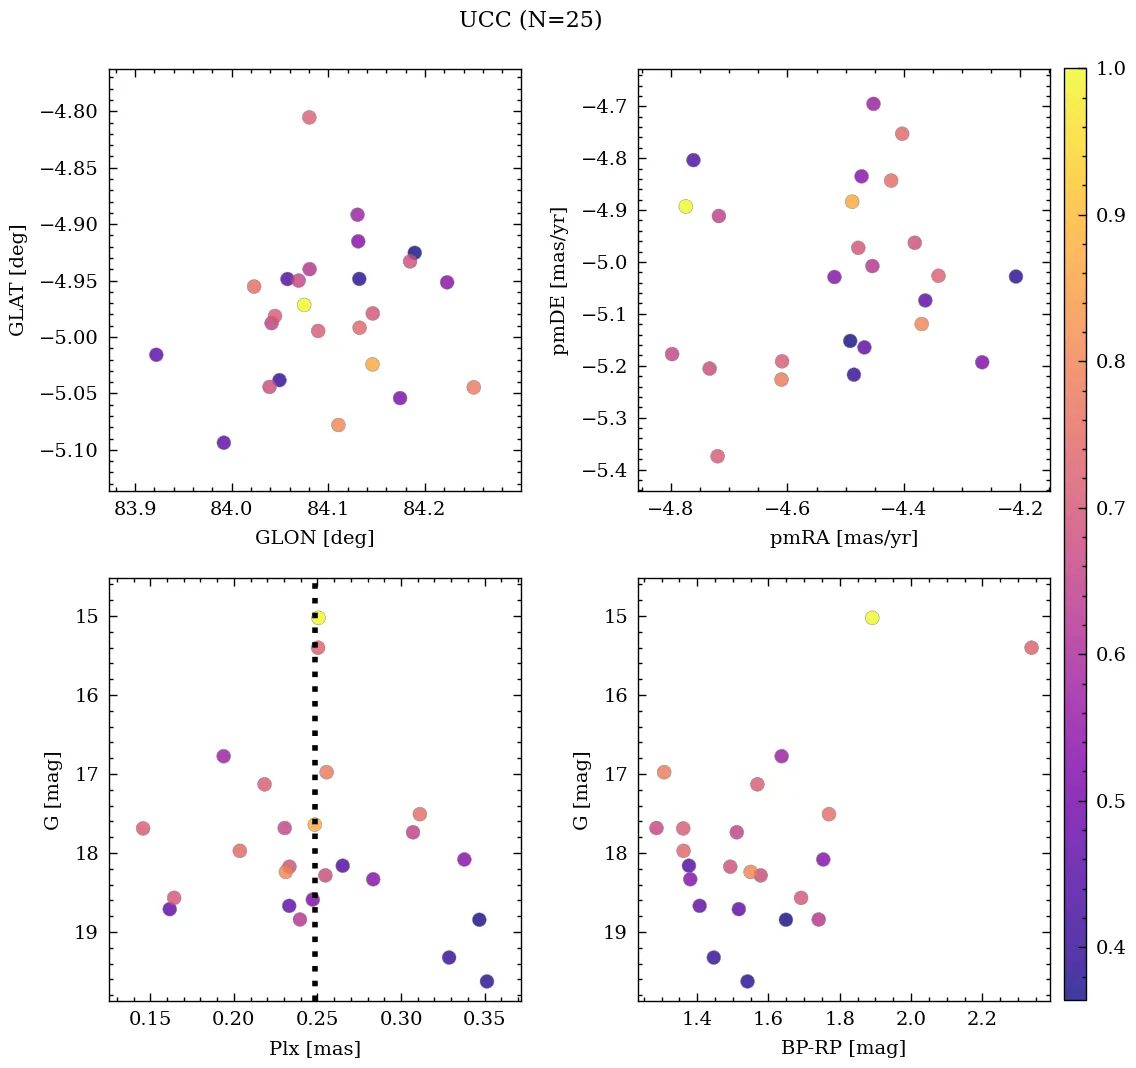 UCC (N=25)
−4.80
−4.85
−4.90
−4.95
−5.00
−5.05
−5.10
GLAT [deg]
83.9 84.0 84.1 84.2
GLON [deg]
−4.7
−4.8
−4.9
−5.0
−5.1
−5.2
−5.3
−5.4
pmDE [mas/yr]
−4.8 −4.6 −4.4 −4.2
pmRA [mas/yr]
1.0
0.9
0.8
0.7
0.6
0.5
0.4
15
16
17
18
19
G [mag]
0.15 0.20 0.25 0.30 0.35
Plx [mas]
15
16
17
18
19
G [mag]
1.4 1.6 1.8 2.0 2.2
BP-RP [mag]